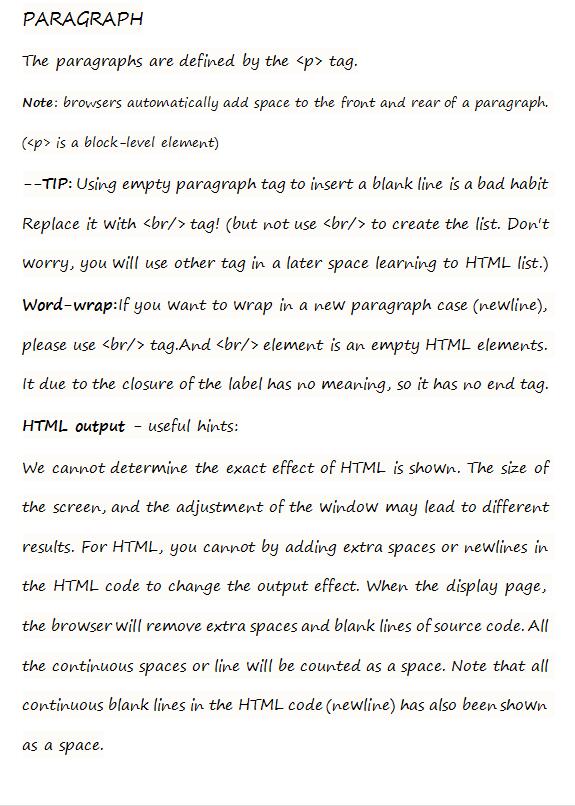 PARAGRAPH
The paragraphs are defined by the <p> tag.
Note: browsers automatically add space to the front and rear of a paragraph.
(<p> is a block-level element)
--TIP: Using empty paragraph tag to insert a blank line is a bad habit
Replace it with <br/> tag! (but not use <br/> to create the list. Don't
worry, you will use other tag in a later space learning to HTML list.)
Word-wrap:If you want to wrap in a new paragraph case (newline),
please use <br/> tag.And <br/> element is an empty HTML elements.
It due to the closure of the label has no meaning, so it has no end tag.
HTML output - useful hints:
We cannot determine the exact effect of HTML is shown. The size of
the screen, and the adjustment of the window may lead to different
results. For HTML, you cannot by adding extra spaces or newlines in
the HTML code to change the output effect. When the display page,
the browser will remove extra spaces and blank lines of source code. All
the continuous spaces or line will be counted as a space. Note that all
continuous blank lines in the HTML code (newline) has also been shown
as a space.